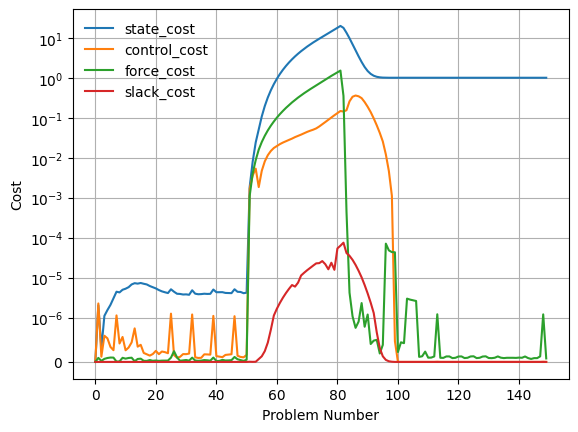 state_cost
control_cost
force_cost
slack_cost
10¹
10⁰
10⁻¹
10⁻²
10⁻³
10⁻⁴
10⁻⁵
10⁻⁶
0
Cost
0 20 40 60 80 100 120 140
Problem Number